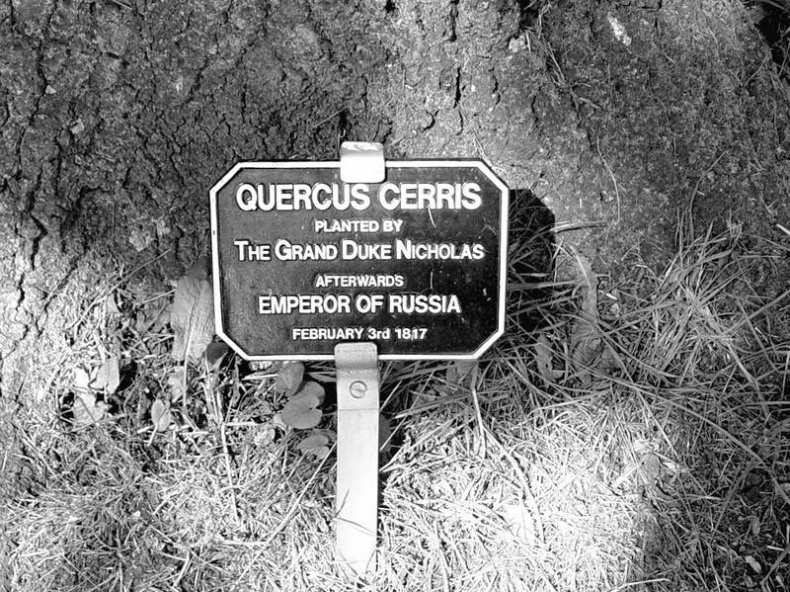 QUERCUS CERRIS
PLANTED BY
THE GRAND DUKE NICHOLAS
AFTERWARDS
EMPEROR OF RUSSIA
FEBRUARY 3rd 1817